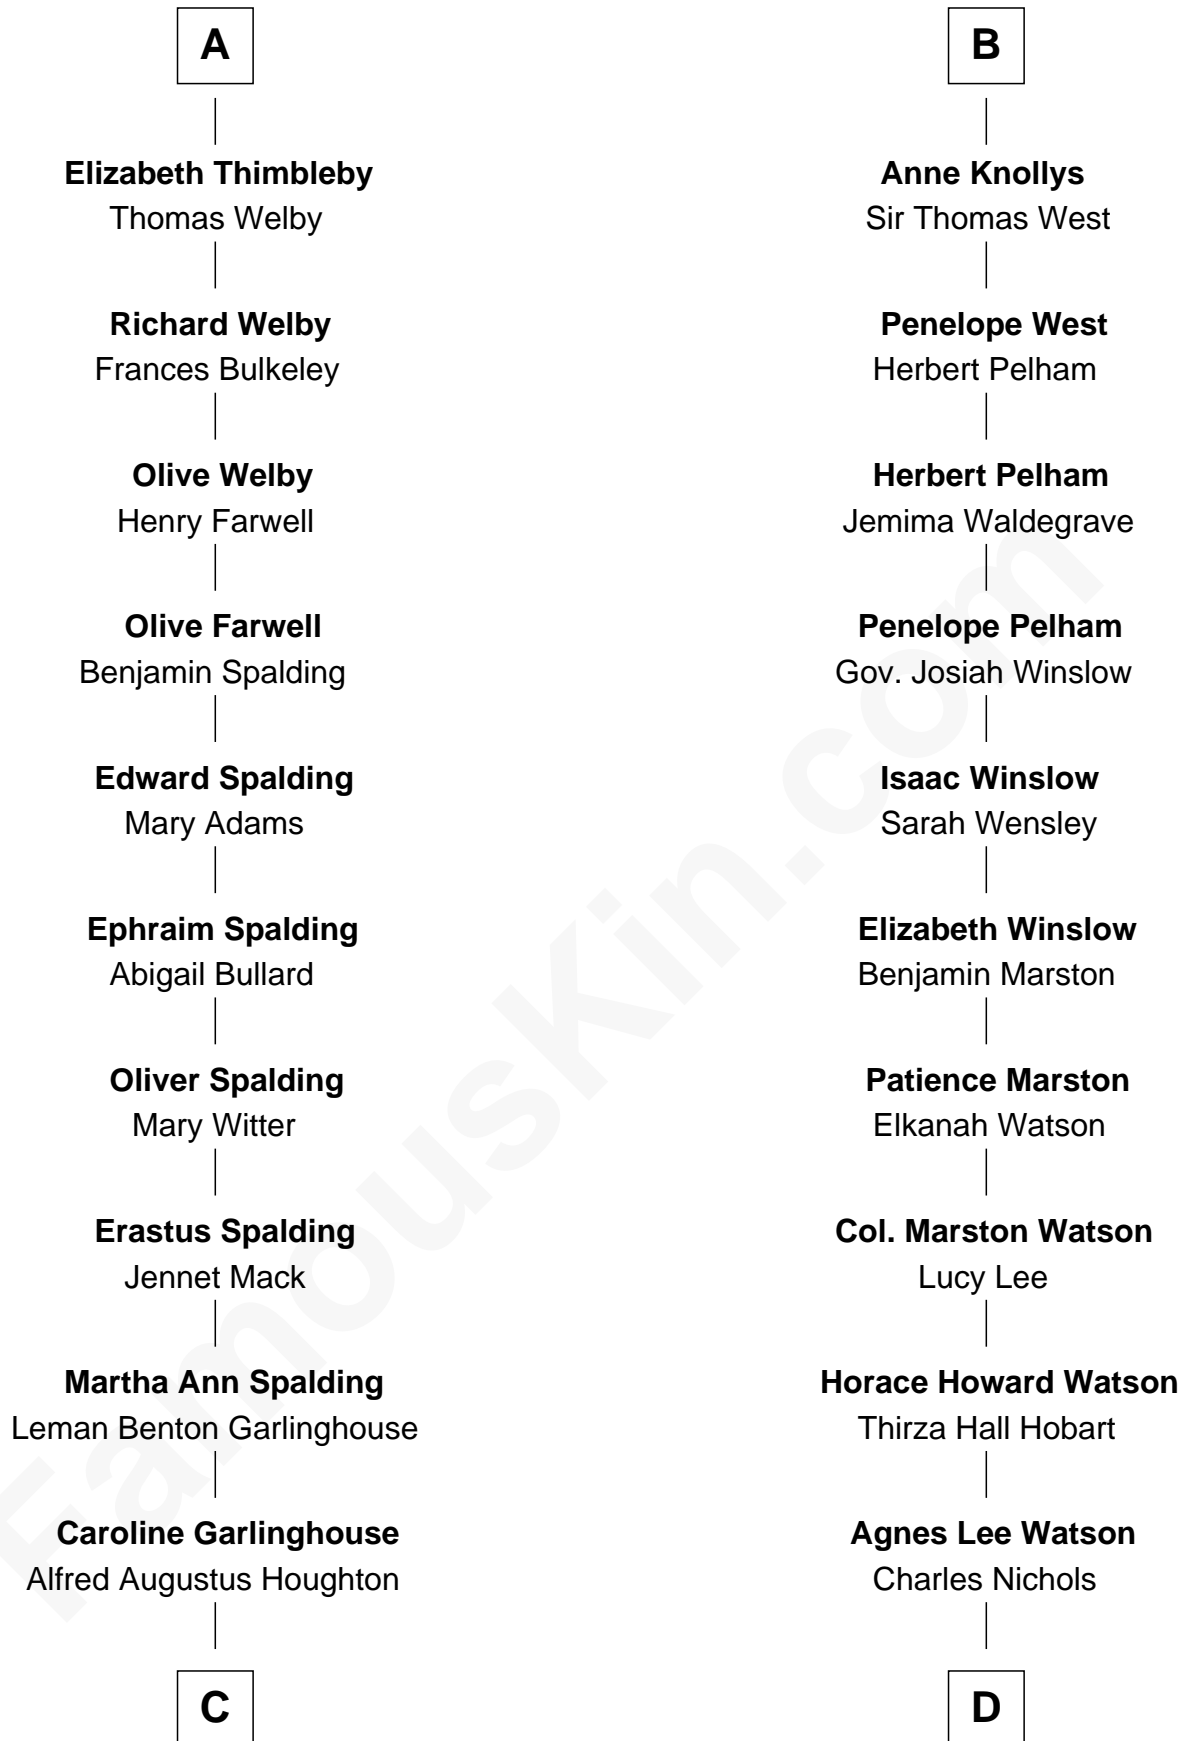 A
Elizabeth Thimbleby
Thomas Welby
Richard Welby
Frances Bulkeley
Olive Welby
Henry Farwell
Olive Farwell
Benjamin Spalding
Edward Spalding
Mary Adams
Ephraim Spalding
Abigail Bullard
Oliver Spalding
Mary Witter
Erastus Spalding
Jennet Mack
Martha Ann Spalding
Leman Benton Garlinghouse
Caroline Garlinghouse
Alfred Augustus Houghton
C
B
Anne Knollys
Sir Thomas West
Penelope West
Herbert Pelham
Herbert Pelham
Jemima Waldegrave
Penelope Pelham
Gov. Josiah Winslow
Isaac Winslow
Sarah Wensley
Elizabeth Winslow
Benjamin Marston
Patience Marston
Elkanah Watson
Col. Marston Watson
Lucy Lee
Horace Howard Watson
Thirza Hall Hobart
Agnes Lee Watson
Charles Nichols
D
FamousKin.com